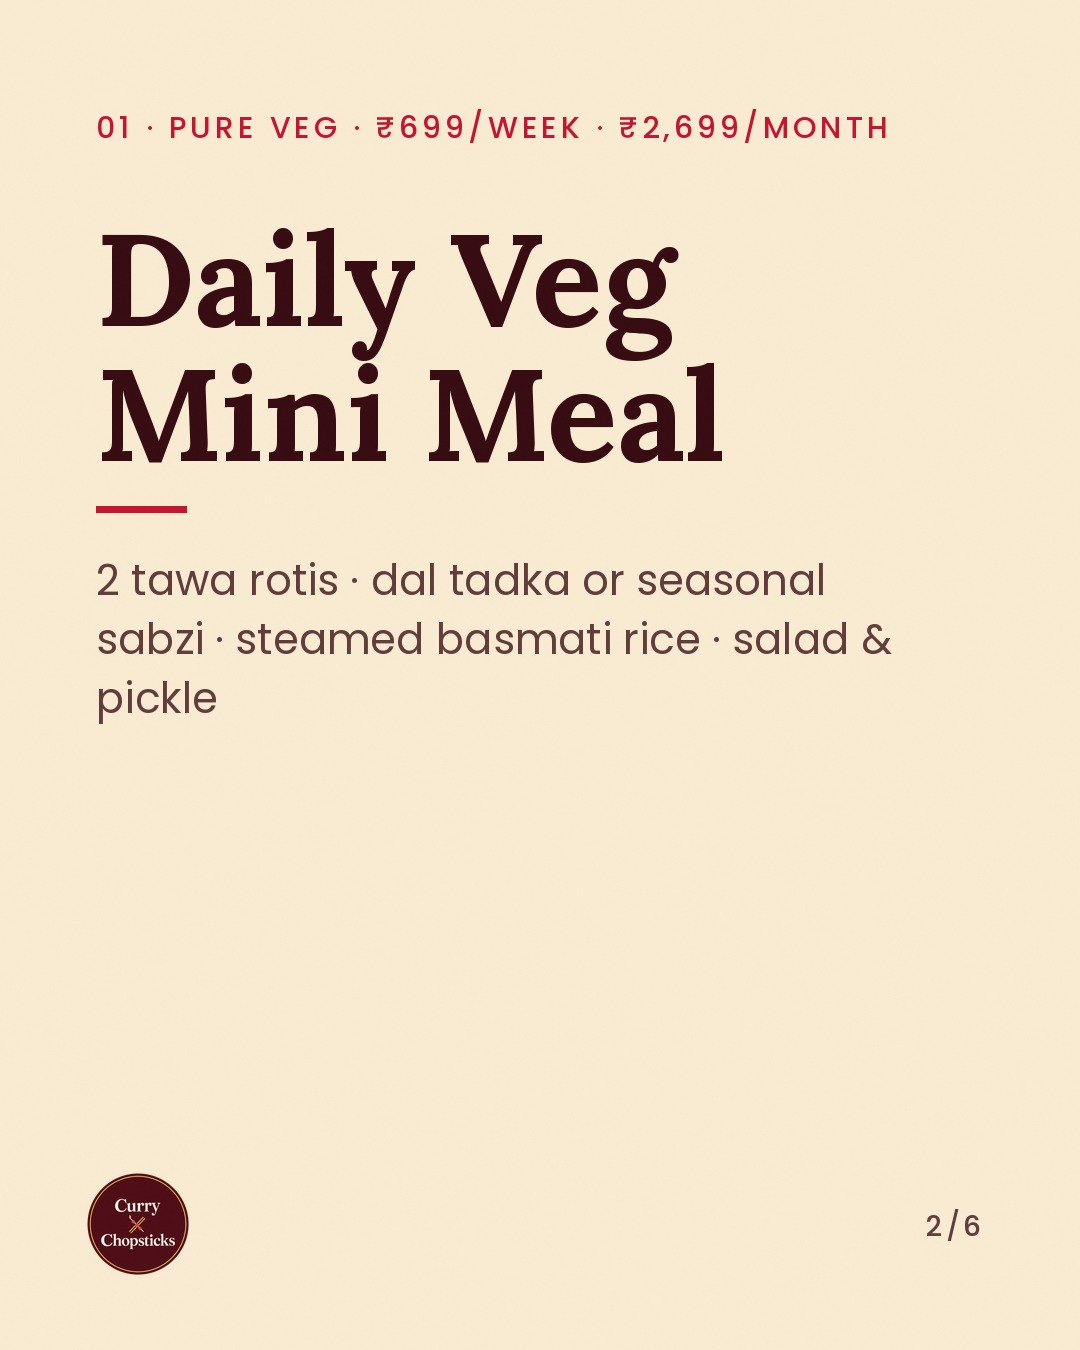 01 · PURE VEG · ₹699/WEEK · ₹2,699/MONTH
Daily Veg
Mini Meal
2 tawa rotis · dal tadka or seasonal
sabzi · steamed basmati rice · salad &
pickle
Curry
Chopsticks
2/6